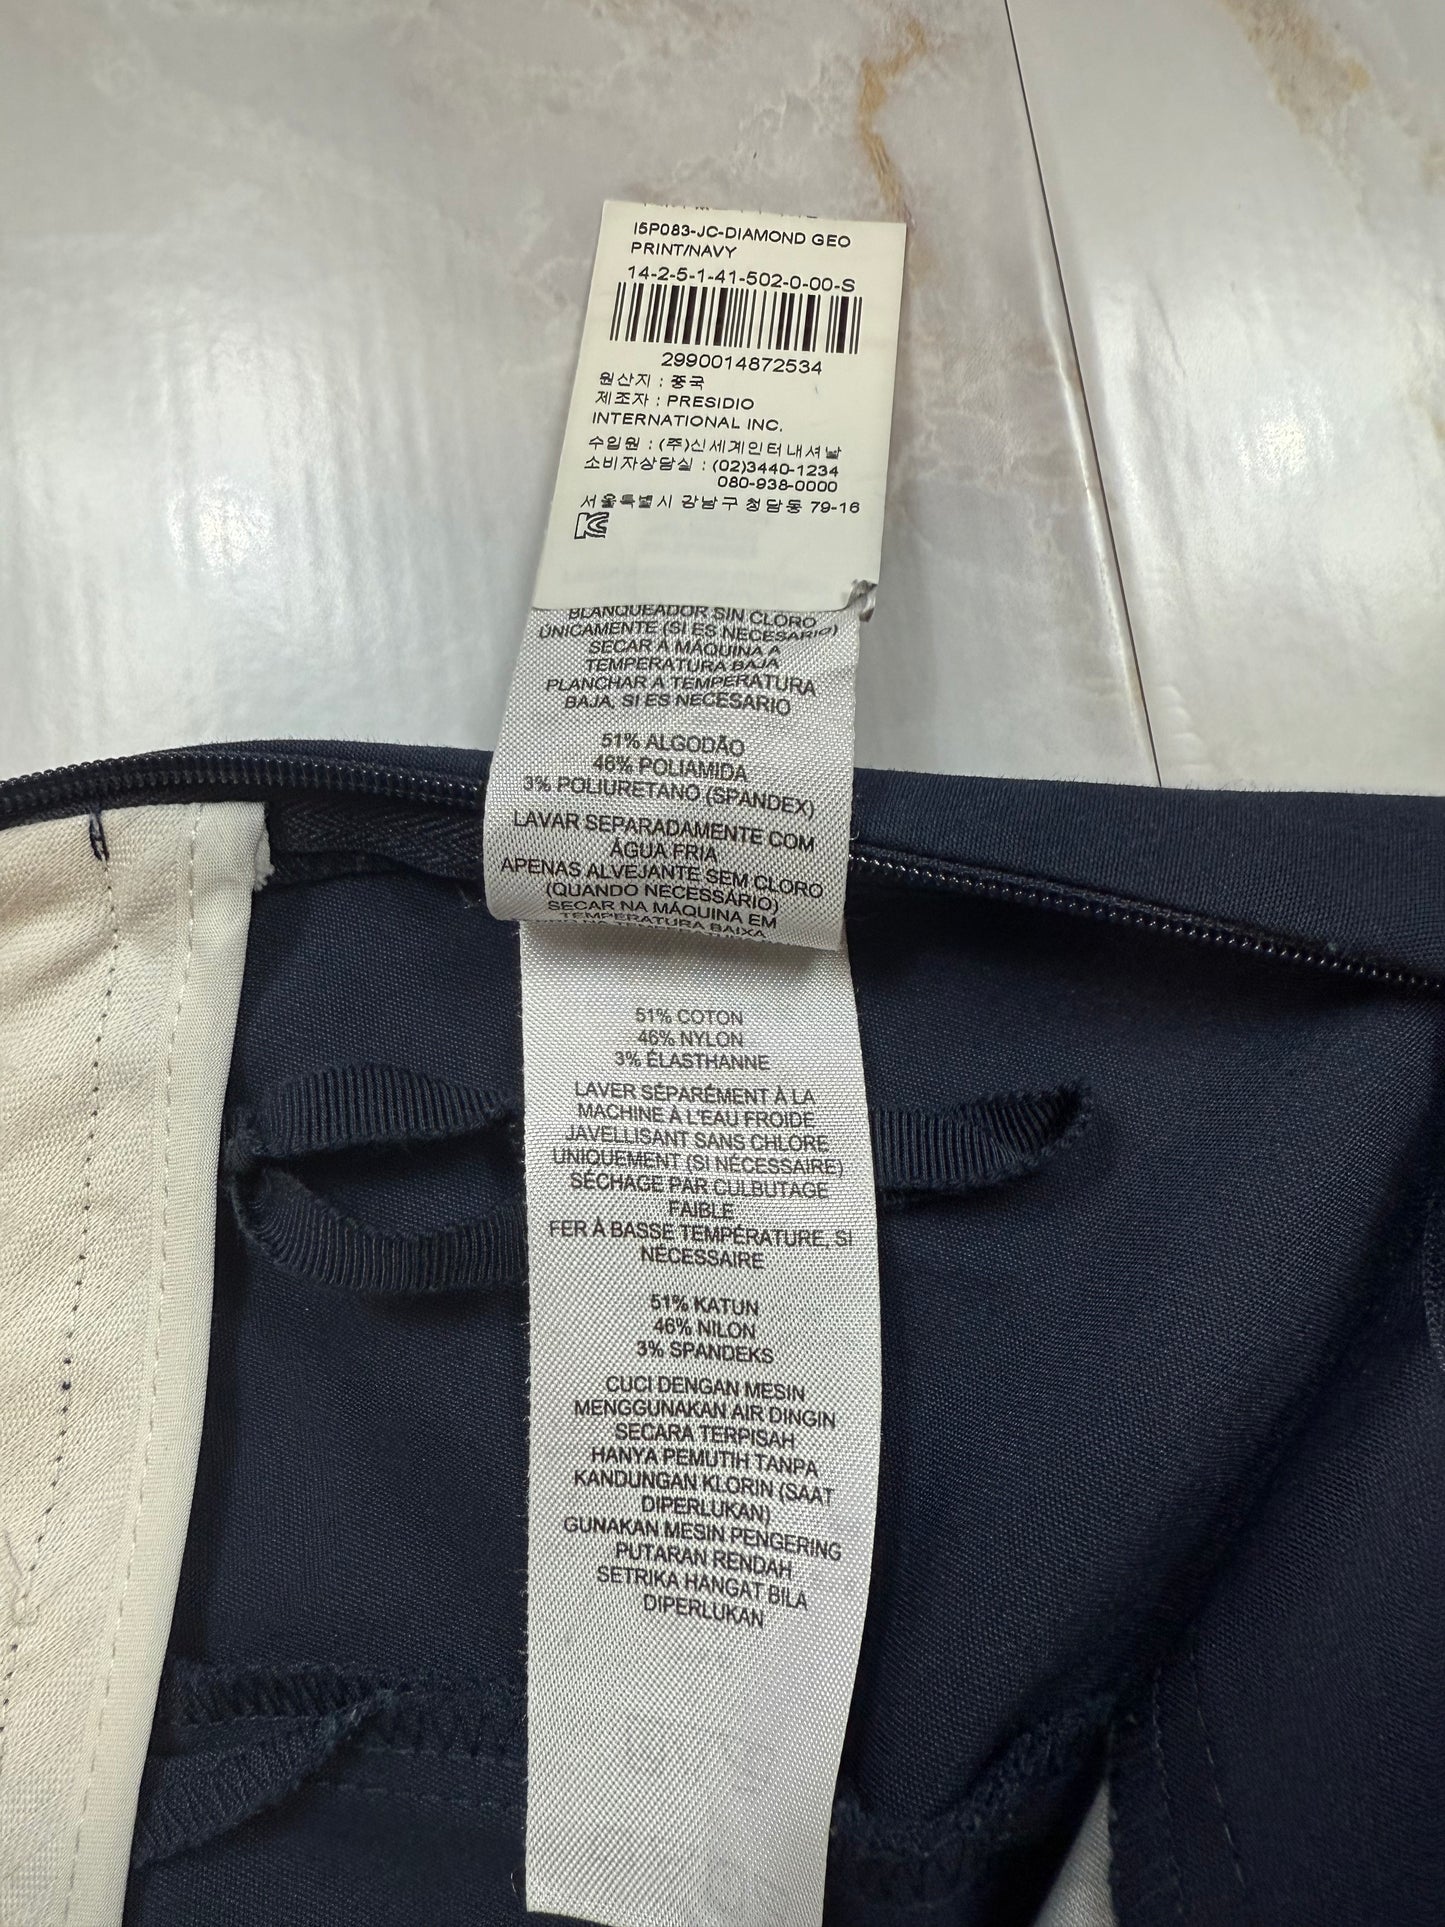 I5P083-JC-DIAMOND GEO
PRINT/NAVY
14-2-5-1-41-502-0-00-S
2990014872534
원산지 : 중국
제조자 : PRESIDIO
INTERNATIONAL INC.
수입원 : (주)신세계인터내셔날
소비자상담실 : (02)3440-1234
080-938-0000
서울특별시 강남구 청담동 79-16
BLANQUEADOR SIN CLORO
ÚNICAMENTE (SI ES NECESARIO)
SECAR A MÁQUINA A
TEMPERATURA BAJA
PLANCHAR A TEMPERATURA
BAJA, SI ES NECESARIO
51% ALGODÃO
46% POLIAMIDA
3% POLIURETANO (SPANDEX)
LAVAR SEPARADAMENTE COM
ÁGUA FRIA
APENAS ALVEJANTE SEM CLORO
(QUANDO NECESSÁRIO)
SECAR NA MÁQUINA EM
TEMPERATURA BAIXA
51% COTON
46% NYLON
3% ÉLASTHANNE
LAVER SÉPARÉMENT À LA
MACHINE À L'EAU FROIDE
JAVELLISANT SANS CHLORE
UNIQUEMENT (SI NÉCESSAIRE)
SÉCHAGE PAR CULBUTAGE
FAIBLE
FER À BASSE TEMPÉRATURE, SI
NÉCESSAIRE
51% KATUN
46% NILON
3% SPANDEKS
CUCI DENGAN MESIN
MENGGUNAKAN AIR DINGIN
SECARA TERPISAH
HANYA PEMUTIH TANPA
KANDUNGAN KLORIN (SAAT
DIPERLUKAN)
GUNAKAN MESIN PENGERING
PUTARAN RENDAH
SETRIKA HANGAT BILA
DIPERLUKAN